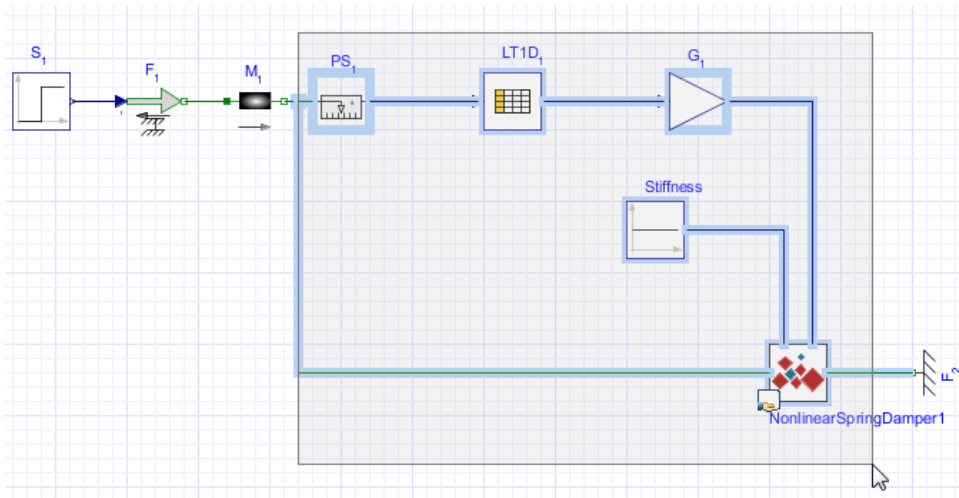 S1
F1
M1
PS1
LT1D1
G1
Stiffness
F2
NonlinearSpringDamper1